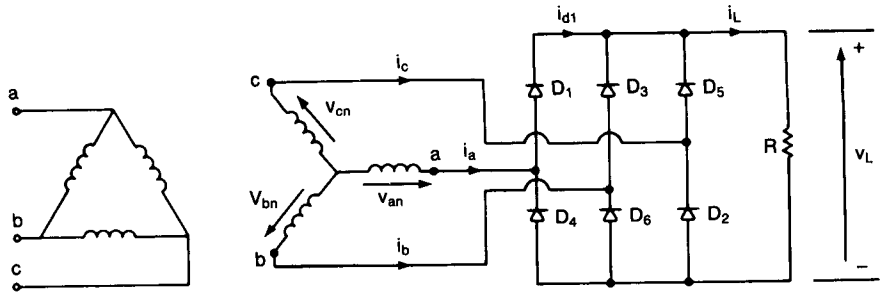 a
b
c
c
v_cn
i_c
V_bn
a
i_a
v_an
b
i_b
i_d1
i_L
D_1
D_3
D_5
D_4
D_6
D_2
R
+
v_L
–